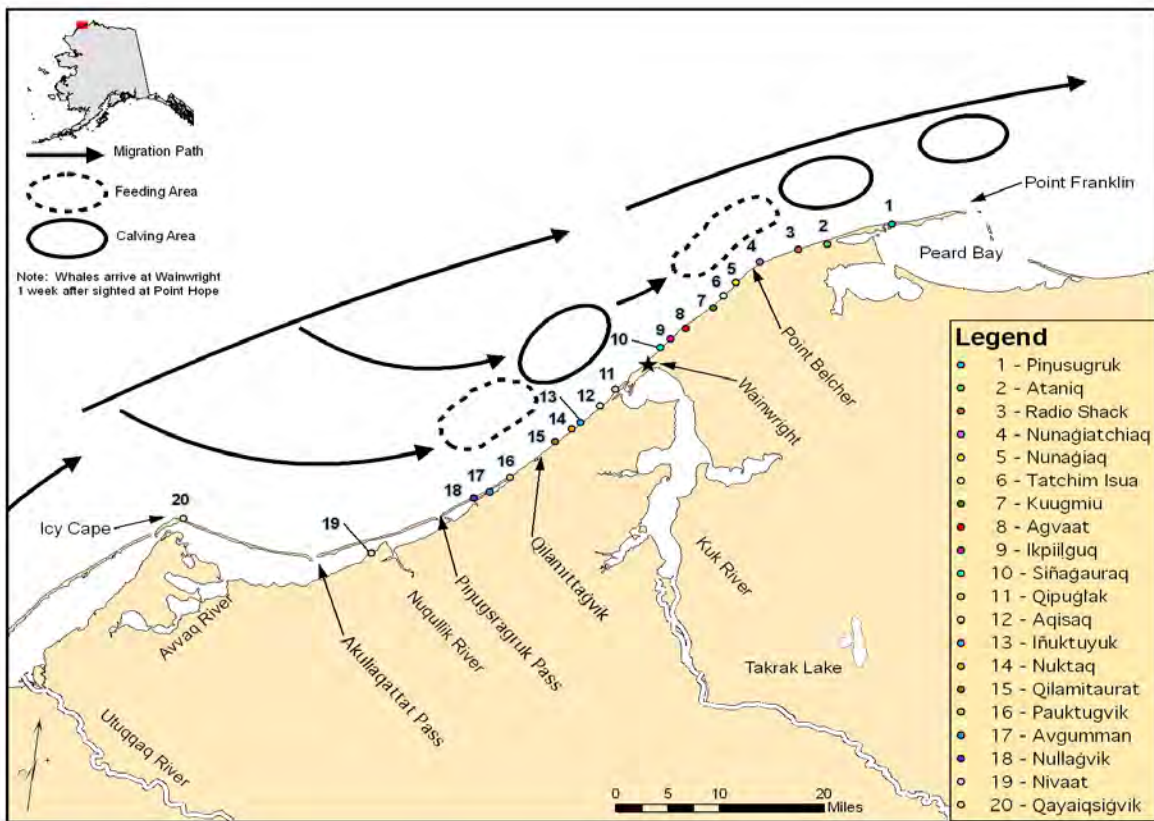 Migration Path
Feeding Area
Calving Area
Note: Whales arrive at Wainwright
1 week after sighted at Point Hope
Point Franklin
1
2
3
4
Peard Bay
5
6
7
8
9
10
Point Belcher
Wainwright
11
12
13
14
15
16
17
18
19
20
Icy Cape
Qilamittaġvik
Kuk River
Piŋugsragruk Pass
Nuqullik River
Avvaq River
Akuliaqattat Pass
Utuqqaq River
Takrak Lake
0 5 10 20
Miles
Legend
1 - Piŋusugruk
2 - Ataniq
3 - Radio Shack
4 - Nunaġiatchiaq
5 - Nunaġiaq
6 - Tatchim Isua
7 - Kuugmiu
8 - Agvaat
9 - Ikpiilguq
10 - Siñaġauraq
11 - Qipuġlak
12 - Aqisaq
13 - Iñuktuyuk
14 - Nuktaq
15 - Qilamitaurat
16 - Pauktugvik
17 - Avgumman
18 - Nullaġvik
19 - Nivaat
20 - Qayaiqsiġvik